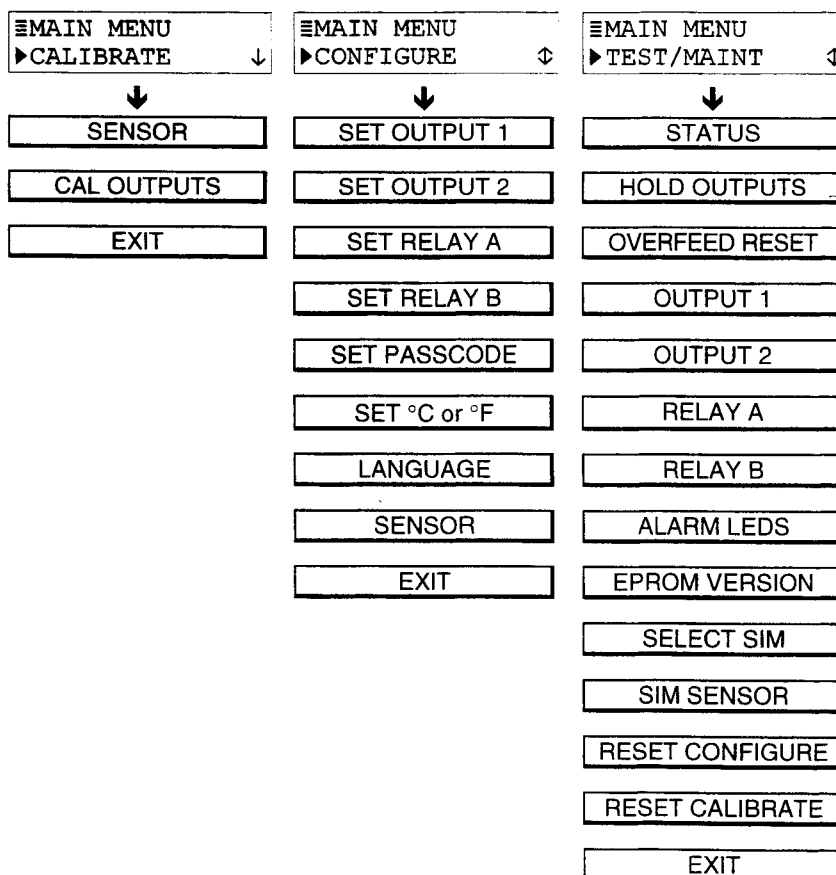 ≣MAIN MENU
▶CALIBRATE ↓
SENSOR
CAL OUTPUTS
EXIT
≣MAIN MENU
▶CONFIGURE ⇕
SET OUTPUT 1
SET OUTPUT 2
SET RELAY A
SET RELAY B
SET PASSCODE
SET °C or °F
LANGUAGE
SENSOR
EXIT
≣MAIN MENU
▶TEST/MAINT ⇕
STATUS
HOLD OUTPUTS
OVERFEED RESET
OUTPUT 1
OUTPUT 2
RELAY A
RELAY B
ALARM LEDS
EPROM VERSION
SELECT SIM
SIM SENSOR
RESET CONFIGURE
RESET CALIBRATE
EXIT